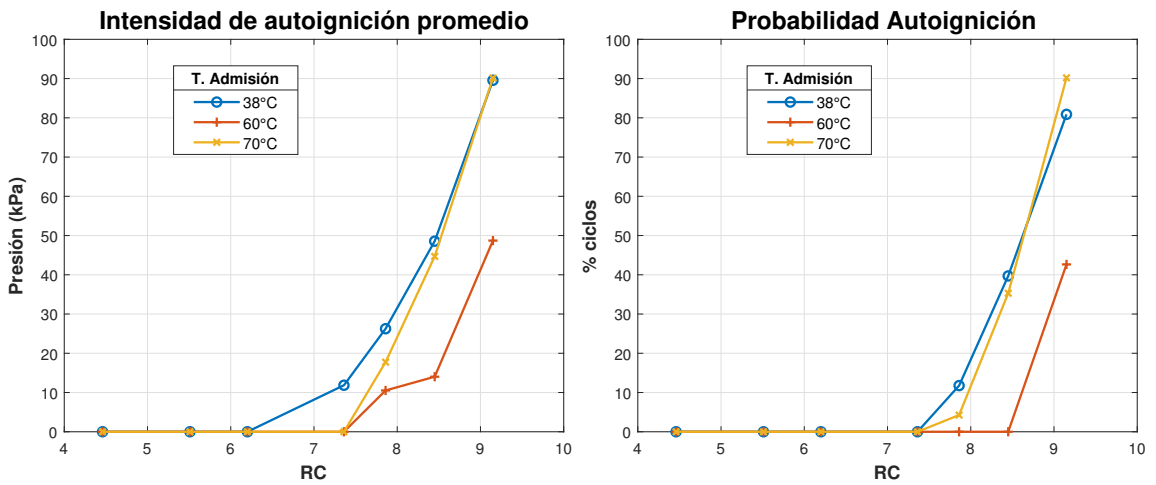 Intensidad de autoignición promedio
100
90
80
70
60
50
40
30
20
10
0
4
5
6
7
8
9
10
Presión (kPa)
RC
T. Admisión
38°C
60°C
70°C
Probabilidad Autoignición
100
90
80
70
60
50
40
30
20
10
0
4
5
6
7
8
9
10
% ciclos
RC
T. Admisión
38°C
60°C
70°C